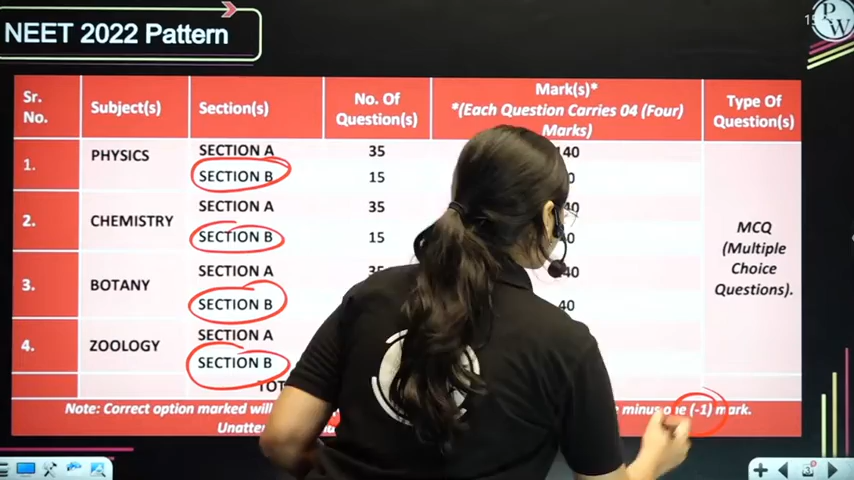 NEET 2022 Pattern
P
W
Sr. No. Subject(s) Section(s) No. Of Question(s) Mark(s)* *(Each Question Carries 04 (Four) Marks) Type Of Question(s)
1. PHYSICS SECTION A 35 140
SECTION B 15
2. CHEMISTRY SECTION A 35
SECTION B 15
3. BOTANY SECTION A
SECTION B 40
4. ZOOLOGY SECTION A
SECTION B
MCQ
(Multiple
Choice
Questions).
Note: Correct option marked will minus one (-1) mark.